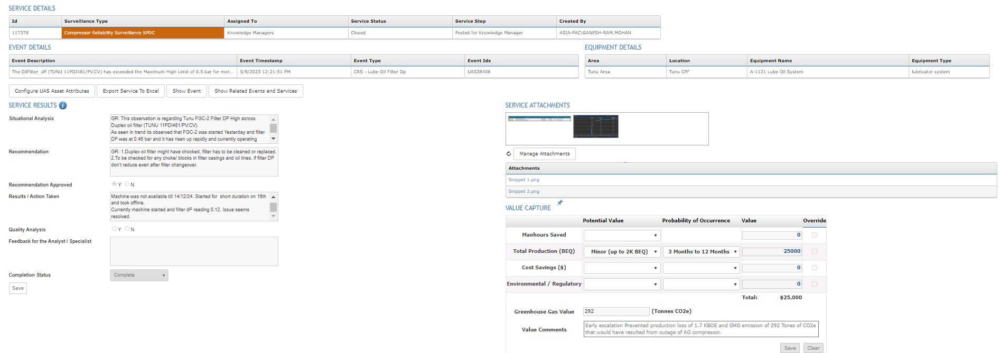 SERVICE DETAILS
Id Surveillance Type Assigned To Service Status Service Step Created By
117378 Compressor Reliability Surveillance SPDC Knowledge Managers Closed Posted for Knowledge Manager ASIA-PAC\GANESH-RAM.MOHAN
EVENT DETAILS
Event Description Event Timestamp Event Type Event Ids
The OilFilter_dP (TUNU 11PDI481/PV.CV) has exceeded the Maximum High Limit of 0.5 bar for mor... 5/9/2023 12:21:51 PM CRS - Lube Oil Filter Dp UAS38406
EQUIPMENT DETAILS
Area Location Equipment Name Equipment Type
Tunu Area Tunu CPF A-1121 Lube Oil System lubricator system
Configure UAS Asset Attributes Export Service To Excel Show Event Show Related Events and Services
SERVICE RESULTS
Situational Analysis
GR: This observation is regarding Tunu FGC-2 Filter DP High across
Duplex oil filter (TUNU 11PDI481/PV.CV).
As seen in trend its observed that FGC-2 was started Yesterday and filter
DP was at 0.46 bar and it has risen up rapidly and currently operating
Recommendation
GR: 1.Duplex oil filter might have chocked, filter has to be cleaned or replaced.
2.To be checked for any choke/ blocks in filter casings and oil lines, if filter DP
don't reduce even after filter changeover.
Recommendation Approved Y N
Results / Action Taken
Machine was not available till 14/12/24. Started for short duration on 16th
and took offline.
Currently machine started and filter dP reading 0.12. Issue seems
resolved.
Quality Analysis Y N
Feedback for the Analyst / Specialist
Completion Status Complete
Save
SERVICE ATTACHMENTS
Manage Attachments
Attachments
Snippet 1.png
Snippet 2.png
VALUE CAPTURE
Potential Value Probability of Occurrence Value Override
Manhours Saved 0
Total Production (BEQ) Minor (up to 2K BEQ) 3 Months to 12 Months 25000
Cost Savings ($) 0
Environmental / Regulatory 0
Total: $25,000
Greenhouse Gas Value 292 (Tonnes CO2e)
Value Comments
Early escalation Prevented production loss of 1.7 KBOE and GHG emission of 292 Tones of CO2e
that would have resulted from outage of AG compressor.
Save Clear